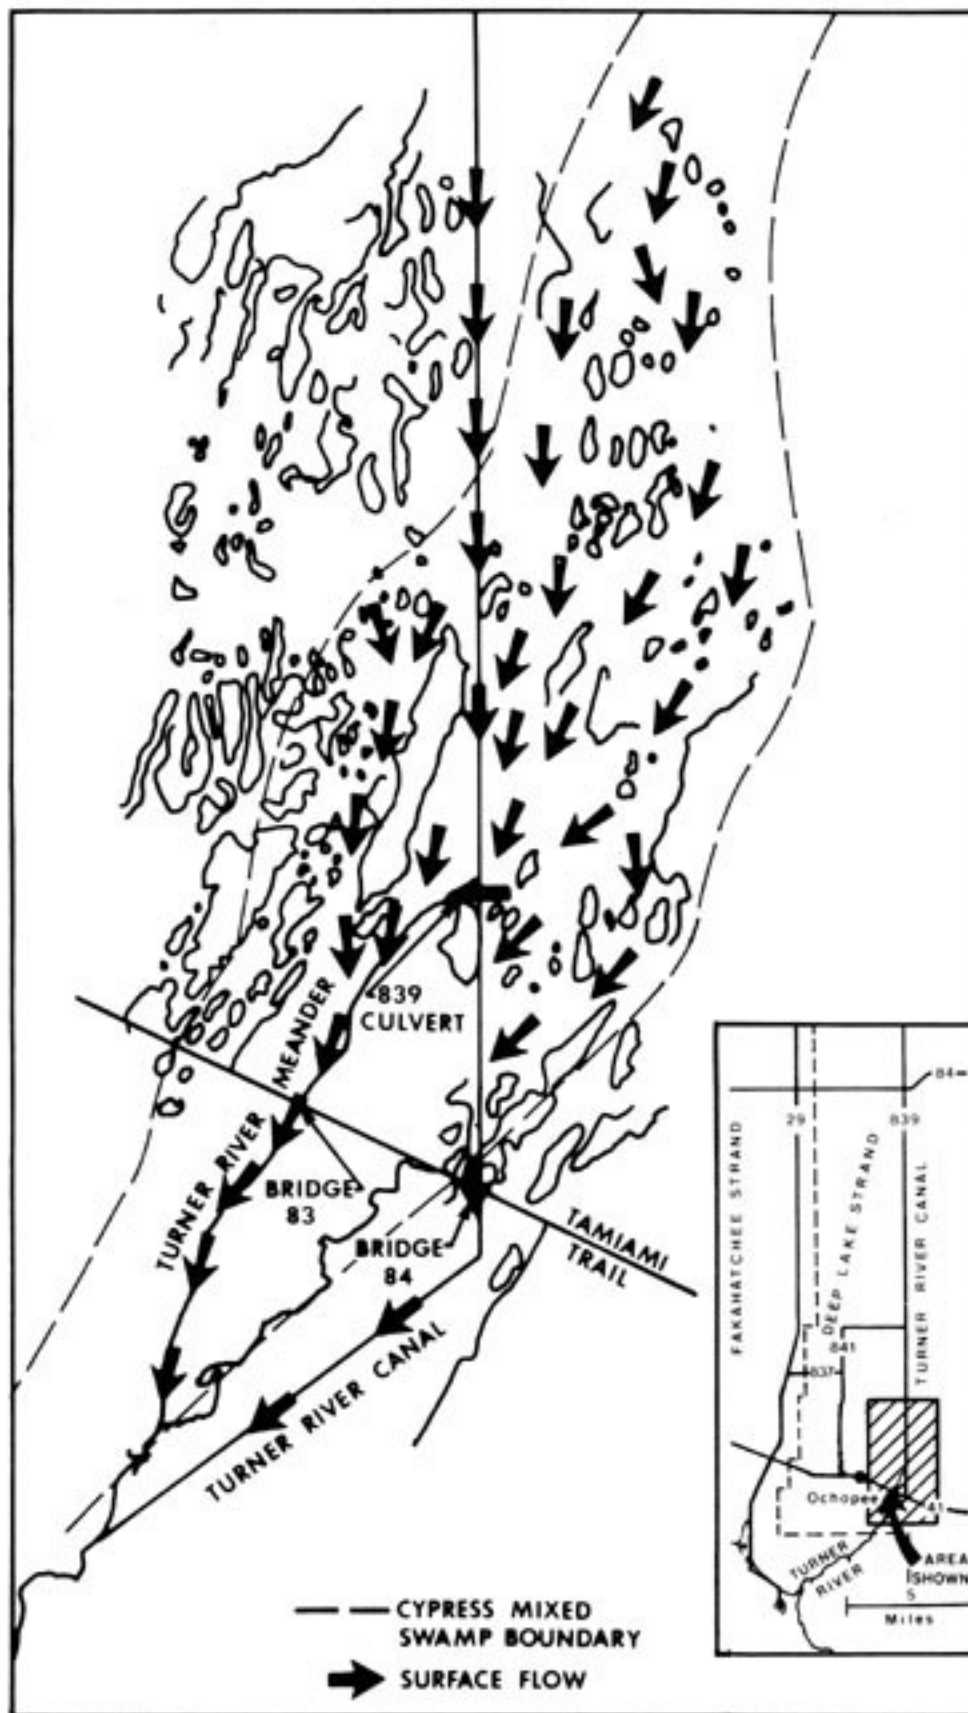 839
CULVERT
TURNER RIVER MEANDER
BRIDGE
83
BRIDGE
84
TAMIAMI
TRAIL
TURNER RIVER CANAL
CYPRESS MIXED
SWAMP BOUNDARY
SURFACE FLOW
84
29
839
FAKAHATCHEE STRAND
DEEP LAKE STRAND
TURNER RIVER CANAL
841
837
Ochopee
41
TURNER
RIVER
AREA
SHOWN
5
Miles